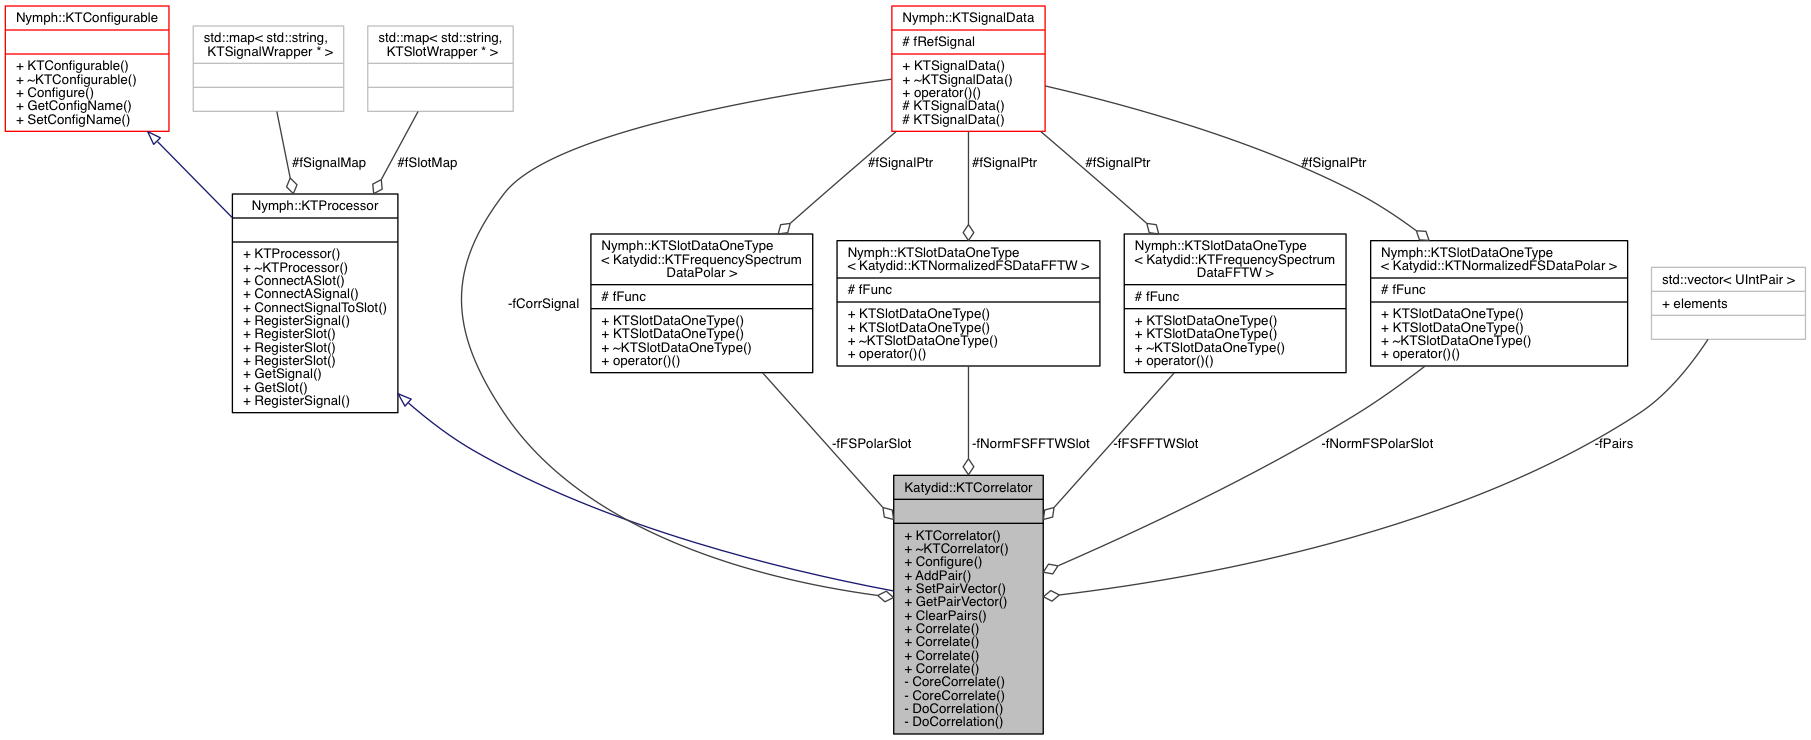 Nymph::KTConfigurable
+ KTConfigurable()
+ ~KTConfigurable()
+ Configure()
+ GetConfigName()
+ SetConfigName()
std::map< std::string,
KTSignalWrapper * >
std::map< std::string,
KTSlotWrapper * >
Nymph::KTSignalData
# fRefSignal
+ KTSignalData()
+ ~KTSignalData()
+ operator()()
# KTSignalData()
# KTSignalData()
#fSignalMap
#fSlotMap
#fSignalPtr
#fSignalPtr
#fSignalPtr
#fSignalPtr
Nymph::KTProcessor
+ KTProcessor()
+ ~KTProcessor()
+ ConnectASlot()
+ ConnectASignal()
+ ConnectSignalToSlot()
+ RegisterSignal()
+ RegisterSlot()
+ RegisterSlot()
+ RegisterSlot()
+ GetSignal()
+ GetSlot()
+ RegisterSignal()
-fCorrSignal
Nymph::KTSlotDataOneType
< Katydid::KTFrequencySpectrum
DataPolar >
# fFunc
+ KTSlotDataOneType()
+ KTSlotDataOneType()
+ ~KTSlotDataOneType()
+ operator()()
Nymph::KTSlotDataOneType
< Katydid::KTNormalizedFSDataFFTW >
# fFunc
+ KTSlotDataOneType()
+ KTSlotDataOneType()
+ ~KTSlotDataOneType()
+ operator()()
Nymph::KTSlotDataOneType
< Katydid::KTFrequencySpectrum
DataFFTW >
# fFunc
+ KTSlotDataOneType()
+ KTSlotDataOneType()
+ ~KTSlotDataOneType()
+ operator()()
Nymph::KTSlotDataOneType
< Katydid::KTNormalizedFSDataPolar >
# fFunc
+ KTSlotDataOneType()
+ KTSlotDataOneType()
+ ~KTSlotDataOneType()
+ operator()()
std::vector< UIntPair >
+ elements
-fFSPolarSlot
-fNormFSFFTWSlot
-fFSFFTWSlot
-fNormFSPolarSlot
-fPairs
Katydid::KTCorrelator
+ KTCorrelator()
+ ~KTCorrelator()
+ Configure()
+ AddPair()
+ SetPairVector()
+ GetPairVector()
+ ClearPairs()
+ Correlate()
+ Correlate()
+ Correlate()
+ Correlate()
- CoreCorrelate()
- CoreCorrelate()
- DoCorrelation()
- DoCorrelation()